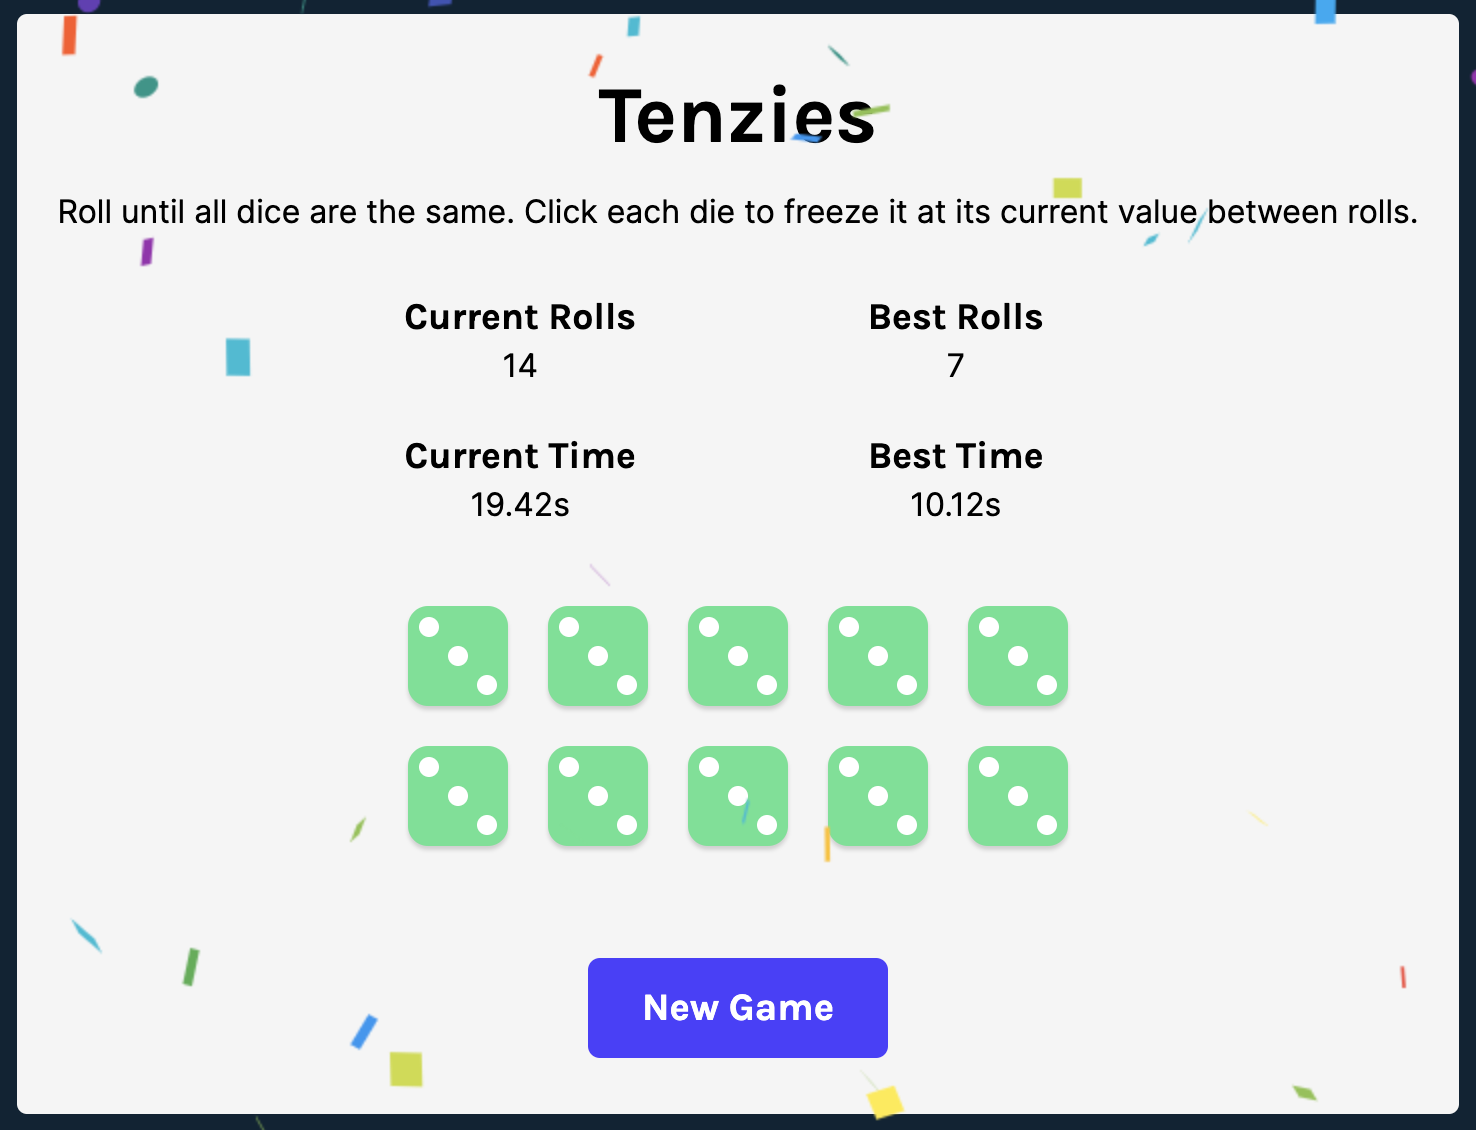 Tenzies
Roll until all dice are the same. Click each die to freeze it at its current value between rolls.
Current Rolls
14
Best Rolls
7
Current Time
19.42s
Best Time
10.12s
New Game